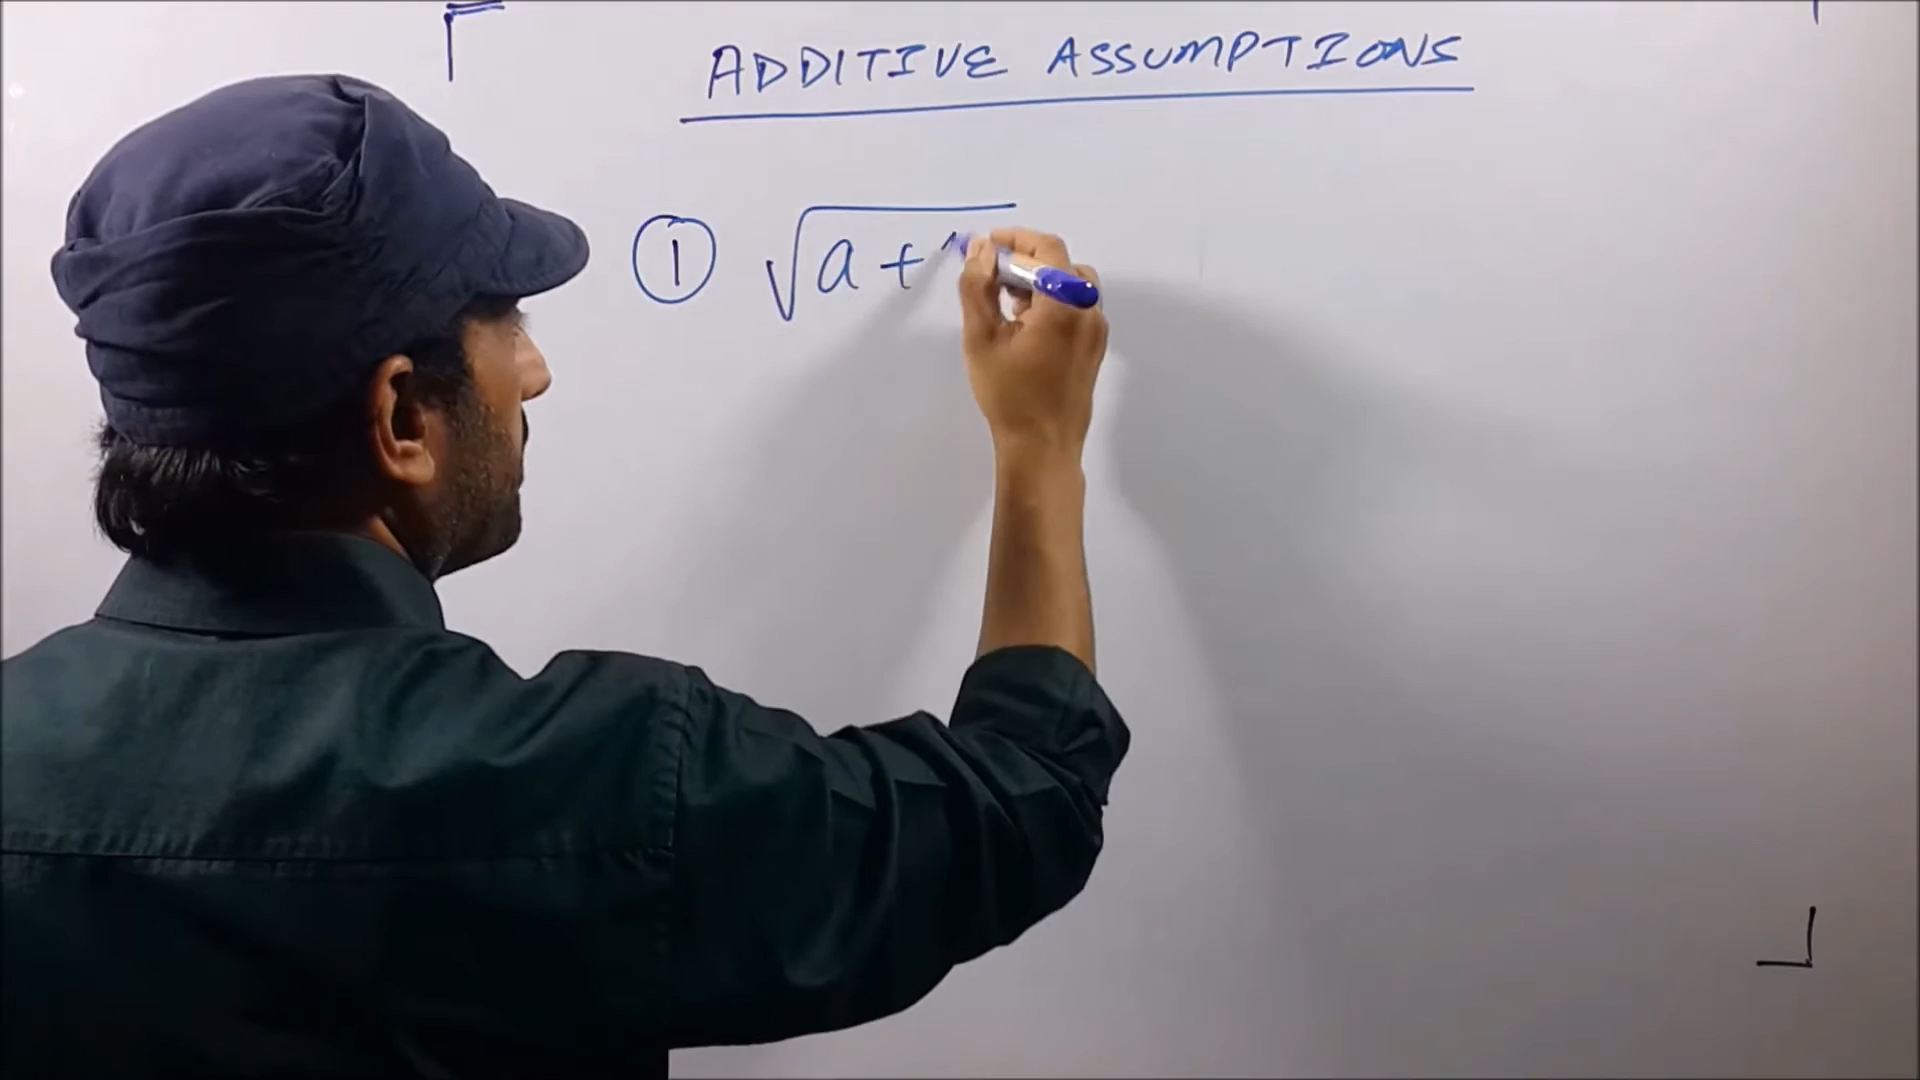 ADDITIVE ASSUMPTIONS
① √a +